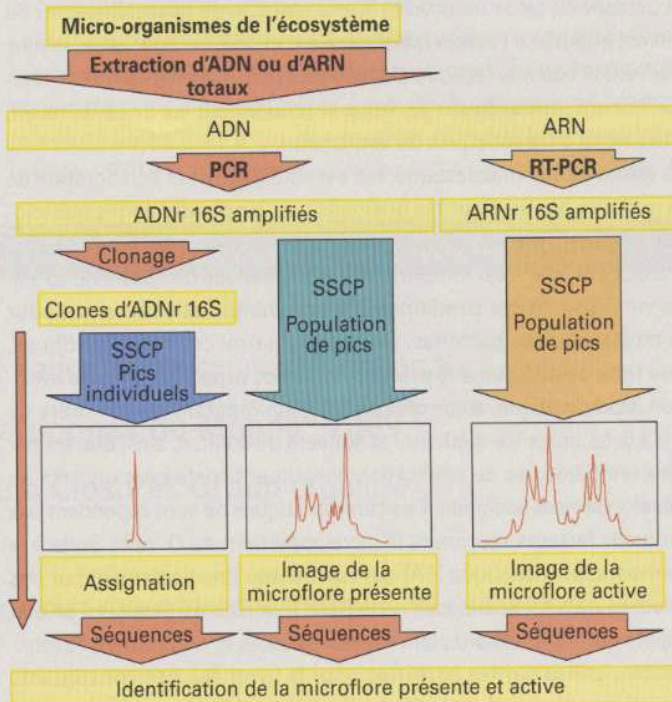 Micro-organismes de l'écosystème
Extraction d'ADN ou d'ARN
totaux
ADN
ARN
PCR
RT-PCR
ADNr 16S amplifiés
ARNr 16S amplifiés
Clonage
Clones d'ADNr 16S
SSCP
Pics
individuels
SSCP
Population
de pics
SSCP
Population
de pics
Assignation
Image de la
microflore présente
Image de la
microflore active
Séquences
Séquences
Séquences
Identification de la microflore présente et active